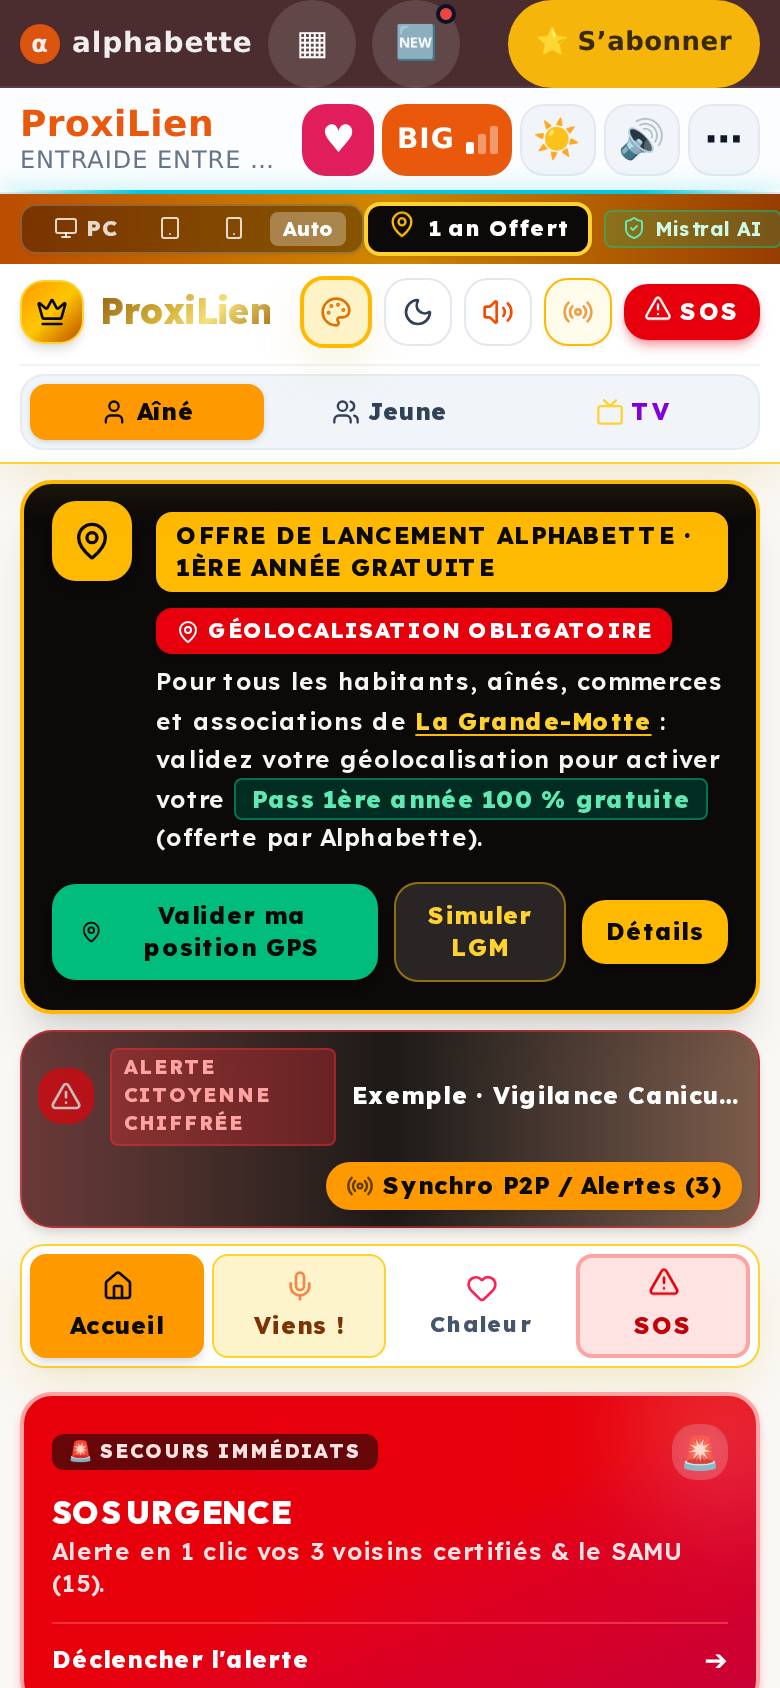 α alphabette NEW ⭐ S'abonner
ProxiLien
ENTRAIDE ENTRE ...
BIG
PC Auto 1 an Offert Mistral AI
ProxiLien SOS
Aîné Jeune TV
OFFRE DE LANCEMENT ALPHABETTE ·
1ÈRE ANNÉE GRATUITE
GÉOLOCALISATION OBLIGATOIRE
Pour tous les habitants, aînés, commerces
et associations de La Grande-Motte :
validez votre géolocalisation pour activer
votre Pass 1ère année 100 % gratuite
(offerte par Alphabette).
Valider ma
position GPS
Simuler
LGM
Détails
ALERTE
CITOYENNE
CHIFFRÉE
Exemple · Vigilance Canicu...
Synchro P2P / Alertes (3)
Accueil Viens ! Chaleur SOS
🚨 SECOURS IMMÉDIATS
SOS URGENCE
Alerte en 1 clic vos 3 voisins certifiés & le SAMU
(15).
Déclencher l'alerte →